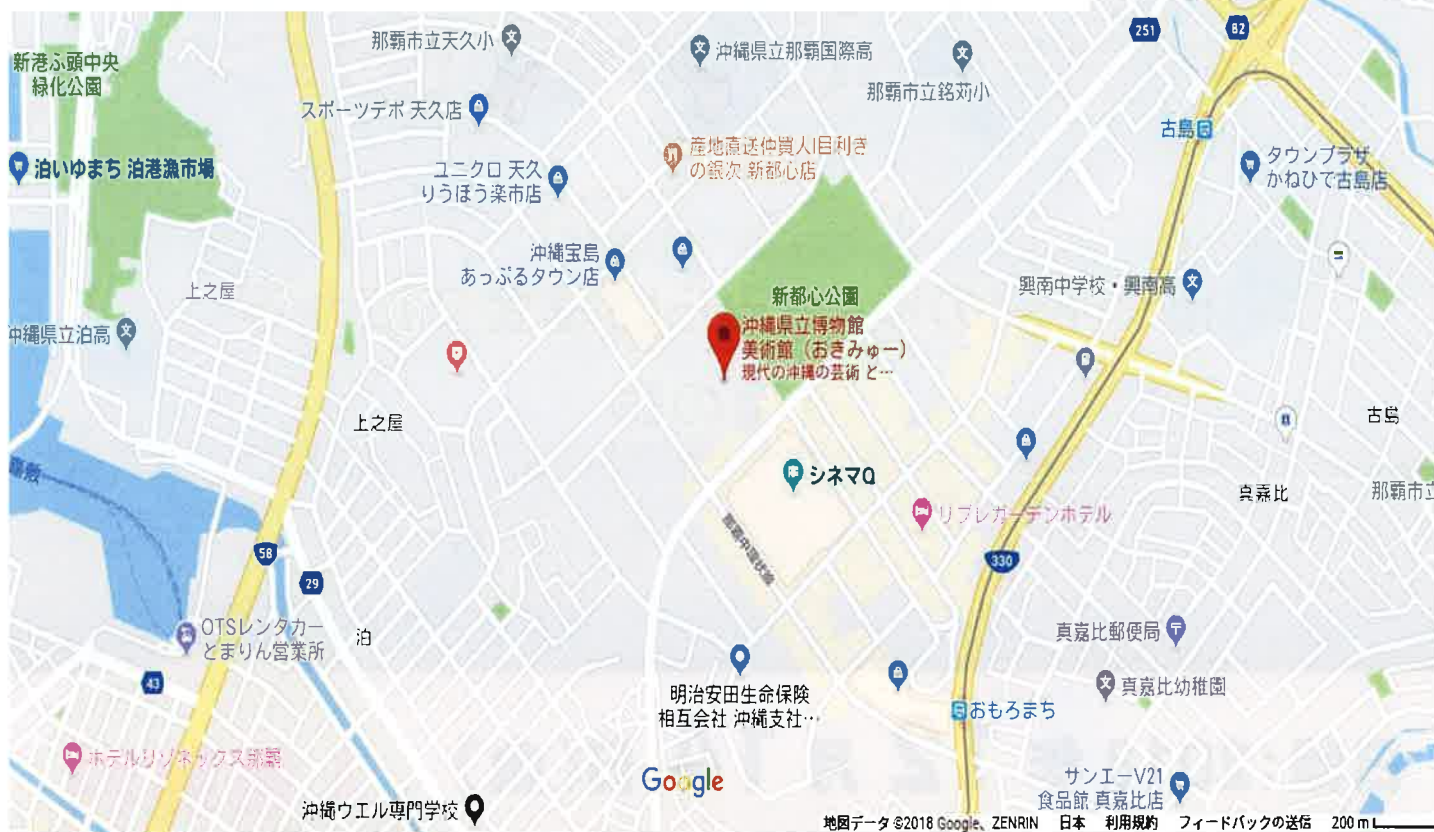 251
82
那覇市立天久小
沖縄県立那覇国際高
那覇市立銘苅小
新港ふ頭中央
緑化公園
スポーツデポ 天久店
古島
産地直送仲買人目利き
の銀次 新都心店
タウンプラザ
かねひで古島店
泊いゆまち 泊港漁市場
ユニクロ 天久
りうぼう楽市店
沖縄宝島
あっぷるタウン店
上之屋
新都心公園
興南中学校・興南高
沖縄県立泊高
沖縄県立博物館
美術館（おきみゅー）
現代の沖縄の芸術 と…
上之屋
古島
シネマQ
真嘉比
那覇市立
リブレガーデンホテル
那覇中環状線
58
330
29
OTSレンタカー
とまりん営業所
泊
真嘉比郵便局
43
明治安田生命保険
相互会社 沖縄支社…
真嘉比幼稚園
おもろまち
ホテルリゾネックス那覇
Google
サンエーV21
食品館 真嘉比店
沖縄ウエル専門学校
地図データ ©2018 Google、ZENRIN 日本 利用規約 フィードバックの送信 200 m